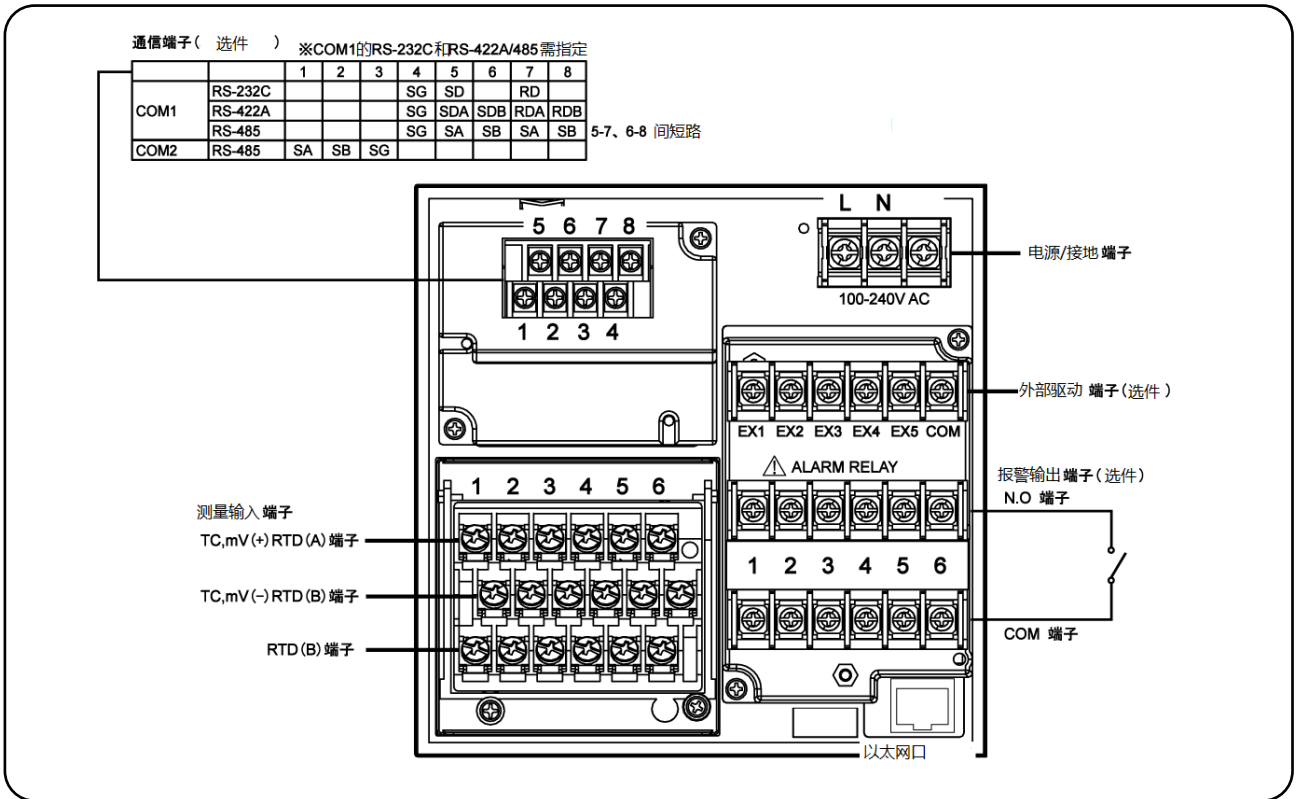 通信端子( 选件 ) ※COM1的RS-232C和RS-422A/485需指定
1 2 3 4 5 6 7 8
COM1 RS-232C SG SD RD
RS-422A SG SDA SDB RDA RDB
RS-485 SG SA SB SA SB 5-7、6-8 间短路
COM2 RS-485 SA SB SG
L N
5 6 7 8
电源/接地 端子
100-240V AC
1 2 3 4
外部驱动 端子(选件 )
EX1 EX2 EX3 EX4 EX5 COM
⚠ ALARM RELAY
报警输出端子(选件)
N.O 端子
1 2 3 4 5 6
测量输入 端子
TC,mV(+) RTD(A) 端子
1 2 3 4 5 6
TC,mV(−) RTD(B) 端子
COM 端子
RTD(B) 端子
以太网口